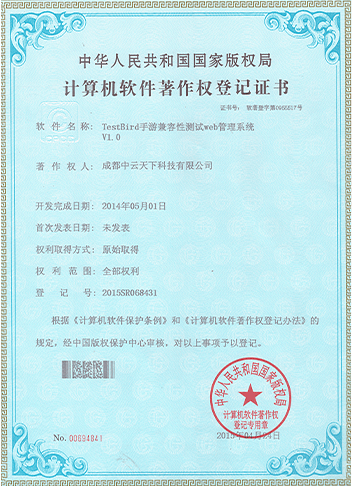 中华人民共和国国家版权局
计算机软件著作权登记证书
证书号: 软著登字第0955517号
软件名称: TestBird手游兼容性测试web管理系统
V1.0
著作权人: 成都中云天下科技有限公司
开发完成日期: 2014年05月01日
首次发表日期: 未发表
权利取得方式: 原始取得
权利范围: 全部权利
登记号: 2015SR068431
根据《计算机软件保护条例》和《计算机软件著作权登记办法》的
规定，经中国版权保护中心审核，对以上事项予以登记。
中华人民共和国国家版权局
计算机软件著作权
登记专用章
No. 00694841